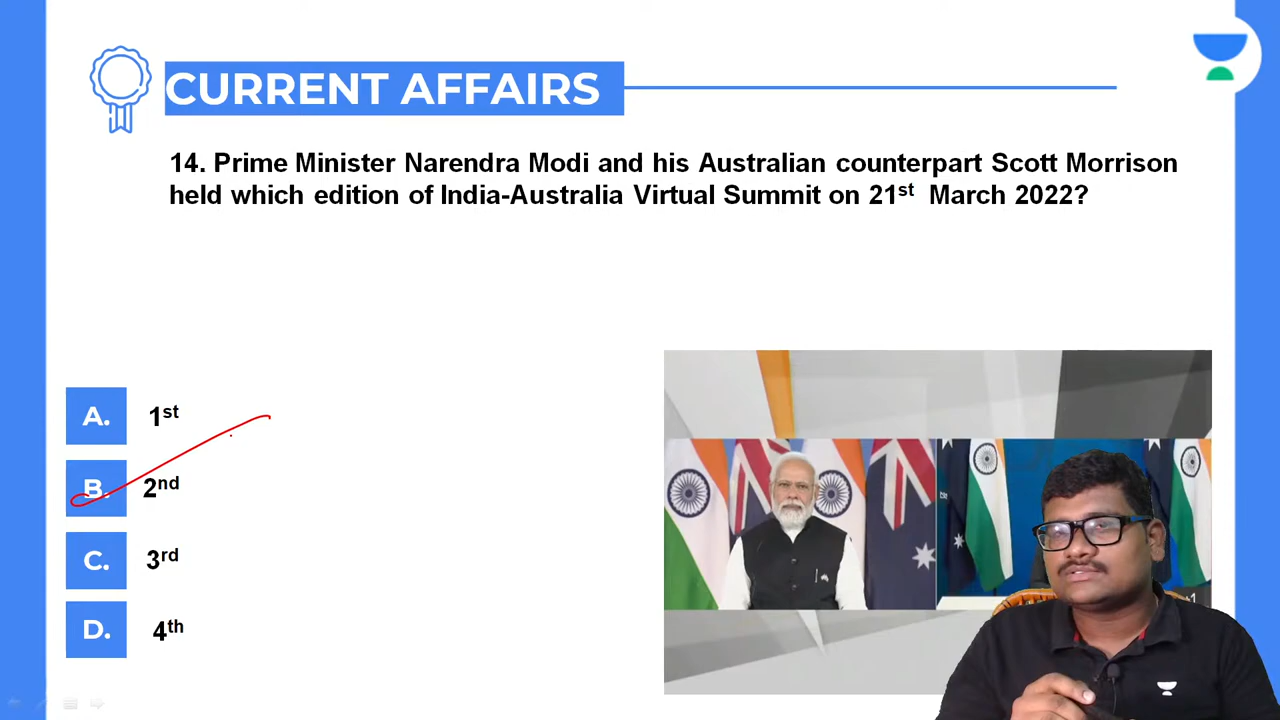 CURRENT AFFAIRS
14. Prime Minister Narendra Modi and his Australian counterpart Scott Morrison
held which edition of India-Australia Virtual Summit on 21st March 2022?
A. 1st
B. 2nd
C. 3rd
D. 4th